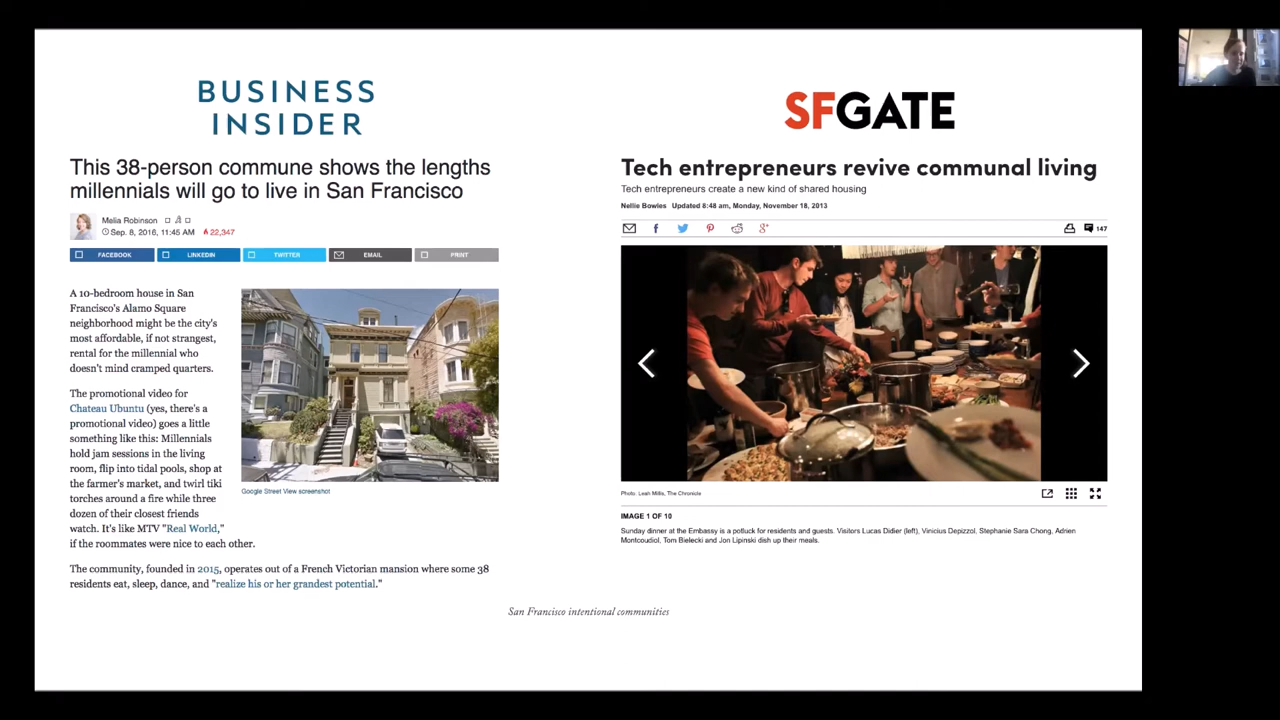 BUSINESS
INSIDER
This 38-person commune shows the lengths
millennials will go to live in San Francisco
Melia Robinson
Sep. 8, 2016, 11:45 AM 22,347
FACEBOOK
LINKEDIN
TWITTER
EMAIL
PRINT
A 10-bedroom house in San
Francisco's Alamo Square
neighborhood might be the city's
most affordable, if not strangest,
rental for the millennial who
doesn't mind cramped quarters.
The promotional video for
Chateau Ubuntu (yes, there's a
promotional video) goes a little
something like this: Millennials
hold jam sessions in the living
room, flip into tidal pools, shop at
the farmer's market, and twirl tiki
torches around a fire while three
dozen of their closest friends
watch. It's like MTV "Real World,"
if the roommates were nice to each other.
Google Street View screenshot
The community, founded in 2015, operates out of a French Victorian mansion where some 38
residents eat, sleep, dance, and "realize his or her grandest potential."
SFGATE
Tech entrepreneurs revive communal living
Tech entrepreneurs create a new kind of shared housing
Nellie Bowles Updated 8:48 am, Monday, November 18, 2013
147
Photo: Leah Millis, The Chronicle
IMAGE 1 OF 10
Sunday dinner at the Embassy is a potluck for residents and guests. Visitors Lucas Didier (left), Vinicius Depizzol, Stephanie Sara Chong, Adrien
Montcoudiol, Tom Bielecki and Jon Lipinski dish up their meals.
San Francisco intentional communities